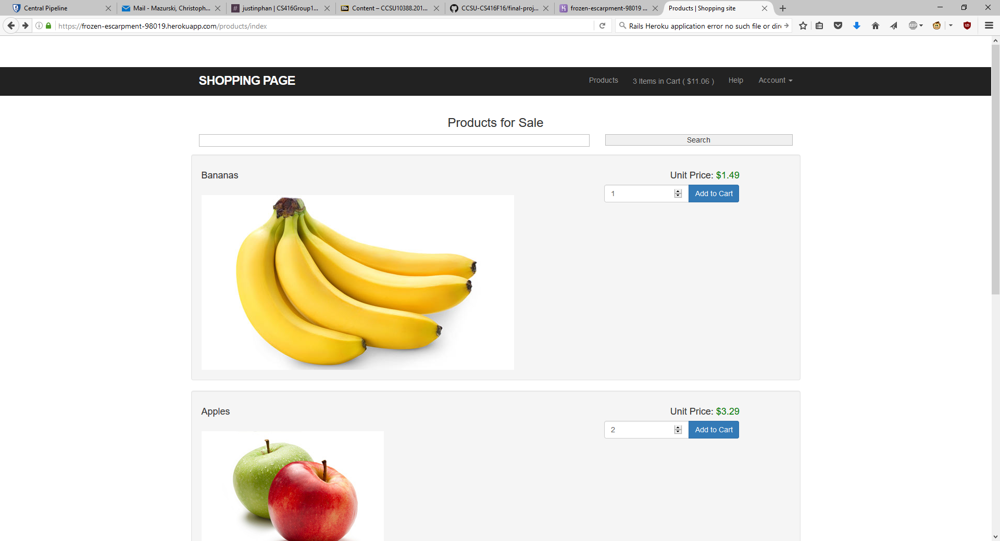 Central Pipeline
Mail - Mazurski, Christoph...
justinphan | CS416Group1...
Content – CCSU10388.201...
CCSU-CS416F16/final-proj...
frozen-escarpment-98019 ...
Products | Shopping site
https://frozen-escarpment-98019.herokuapp.com/products/index
Rails Heroku application error no such file or dire
ABP
SHOPPING PAGE
Products
3 Items in Cart ( $11.06 )
Help
Account
Products for Sale
Search
Bananas
Unit Price: $1.49
1
Add to Cart
Apples
Unit Price: $3.29
2
Add to Cart